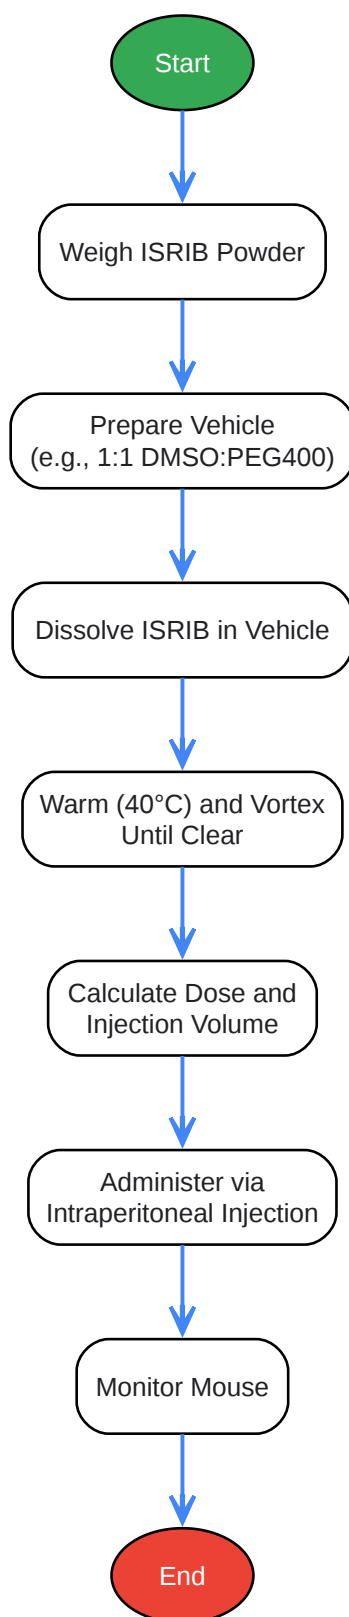 Start
Weigh ISRIB Powder
Prepare Vehicle
(e.g., 1:1 DMSO:PEG400)
Dissolve ISRIB in Vehicle
Warm (40°C) and Vortex
Until Clear
Calculate Dose and
Injection Volume
Administer via
Intraperitoneal Injection
Monitor Mouse
End